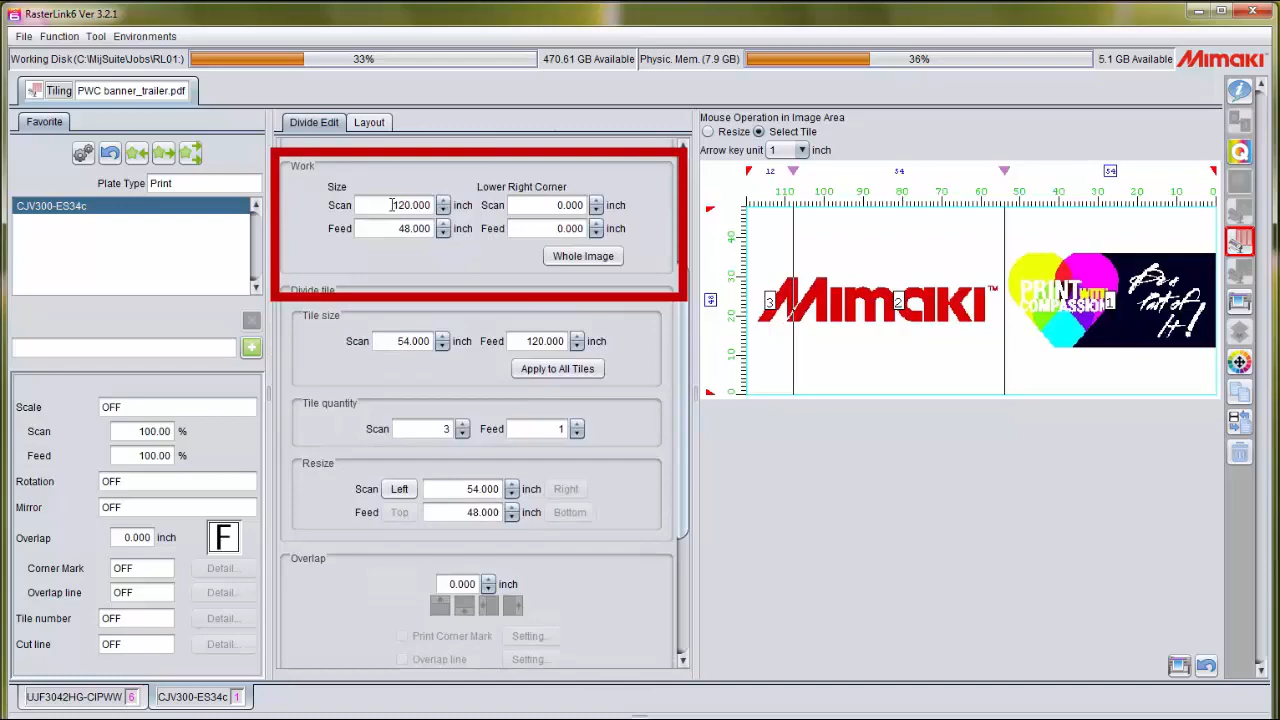 RasterLink6 Ver 3.2.1
File Function Tool Environments
Working Disk (C:\MijSuite\Jobs\RL01.) 33% 470.1 GB Available Physic. Mem. (7.9 GB) 36% 5.1 GB Available Mimaki
Tiling PWC banner_trailer.pdf
Favorite
Plate Type Print
CJV300-ES34c
Scale OFF
Scan 100.00 %
Feed 100.00 %
Rotation OFF
Mirror OFF
Overlap 0.000 inch F
Corner Mark OFF Detail...
Overlap line OFF Detail...
Tile number OFF Detail...
Cut line OFF Detail...
Divide Edit Layout
Work
Size Lower Right Corner
Scan 120.000 inch Scan 0.000 inch
Feed 48.000 inch Feed 0.000 inch
Whole Image
Divide tile
Tile size
Scan 54.000 inch Feed 120.000 inch
Apply to All Tiles
Tile quantity
Scan 3 Feed 1
Resize
Scan Left 54.000 inch Right
Feed Top 48.000 inch Bottom
Overlap
0.000 inch
Print Corner Mark Setting...
Overlap line Setting...
Mouse Operation in Image Area
Resize Select Tile
Arrow key unit 1 inch
12 54 54
110 100 90 80 70 60 50 40 30 20 10 0
40
30
20
10
0
48
3 Mimaki™ 2
PRINT WITH COMPASSION 1
Be a part of it!
UJF3042HG-CIPWW 6 CJV300-ES34c 1